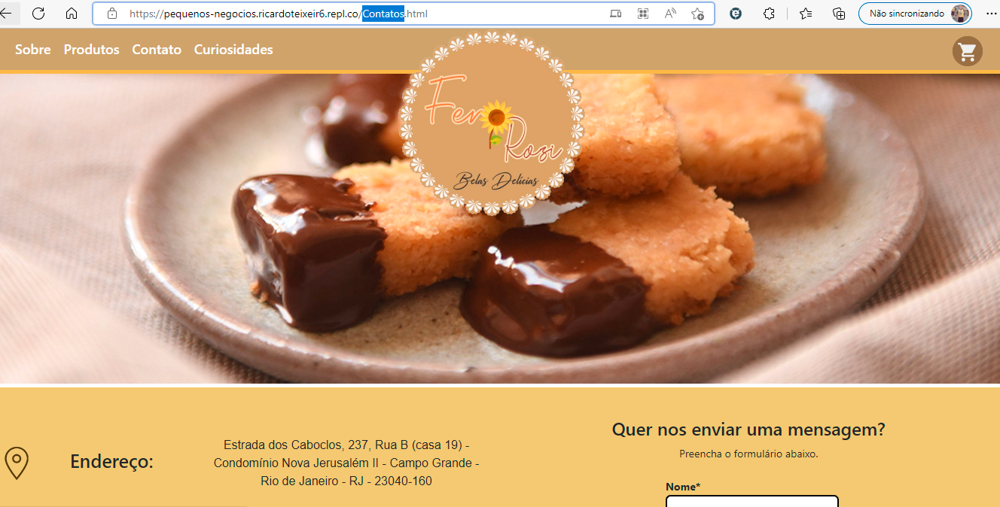 https://pequenos-negocios.ricardoteixeir6.repl.co/Contatos.html
Não sincronizando
Sobre Produtos Contato Curiosidades
Fer
Rosi
Belas Delícias
Quer nos enviar uma mensagem?
Preencha o formulário abaixo.
Endereço:
Estrada dos Caboclos, 237, Rua B (casa 19) -
Condomínio Nova Jerusalém II - Campo Grande -
Rio de Janeiro - RJ - 23040-160
Nome*